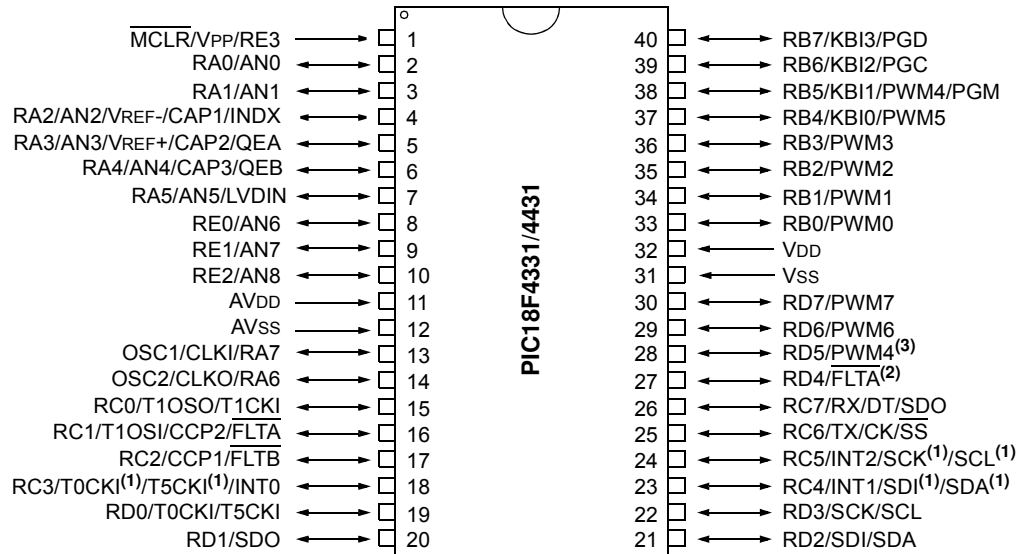 MCLR/VPP/RE3 1 40 RB7/KBI3/PGD
RA0/AN0 2 39 RB6/KBI2/PGC
RA1/AN1 3 38 RB5/KBI1/PWM4/PGM
RA2/AN2/VREF-/CAP1/INDX 4 37 RB4/KBI0/PWM5
RA3/AN3/VREF+/CAP2/QEA 5 36 RB3/PWM3
RA4/AN4/CAP3/QEB 6 35 RB2/PWM2
RA5/AN5/LVDIN 7 34 RB1/PWM1
RE0/AN6 8 33 RB0/PWM0
RE1/AN7 9 32 VDD
RE2/AN8 10 31 VSS
AVDD 11 30 RD7/PWM7
AVSS 12 29 RD6/PWM6
OSC1/CLKI/RA7 13 28 RD5/PWM4(3)
OSC2/CLKO/RA6 14 27 RD4/FLTA(2)
RC0/T1OSO/T1CKI 15 26 RC7/RX/DT/SDO
RC1/T1OSI/CCP2/FLTA 16 25 RC6/TX/CK/SS
RC2/CCP1/FLTB 17 24 RC5/INT2/SCK(1)/SCL(1)
RC3/T0CKI(1)/T5CKI(1)/INT0 18 23 RC4/INT1/SDI(1)/SDA(1)
RD0/T0CKI/T5CKI 19 22 RD3/SCK/SCL
RD1/SDO 20 21 RD2/SDI/SDA
PIC18F4331/4431